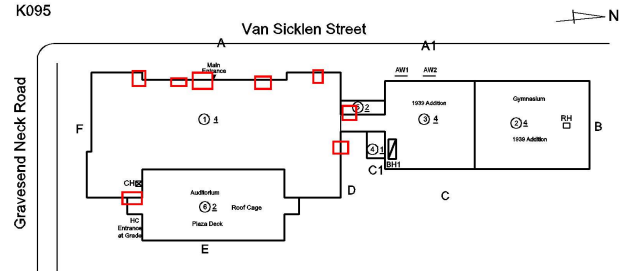 K095
Van Sicklen Street
N
A
A1
Main
Entrance
AW1
AW2
1939 Addition
Gymnasium
5 2
1 4
3 4
2 4
RH
1939 Addition
F
B
4 1
BH1
C1
Gravesend Neck Road
CH
Auditorium
D
C
6 2
Roof Cage
HC
Entrance
at Grade
Plaza Deck
E